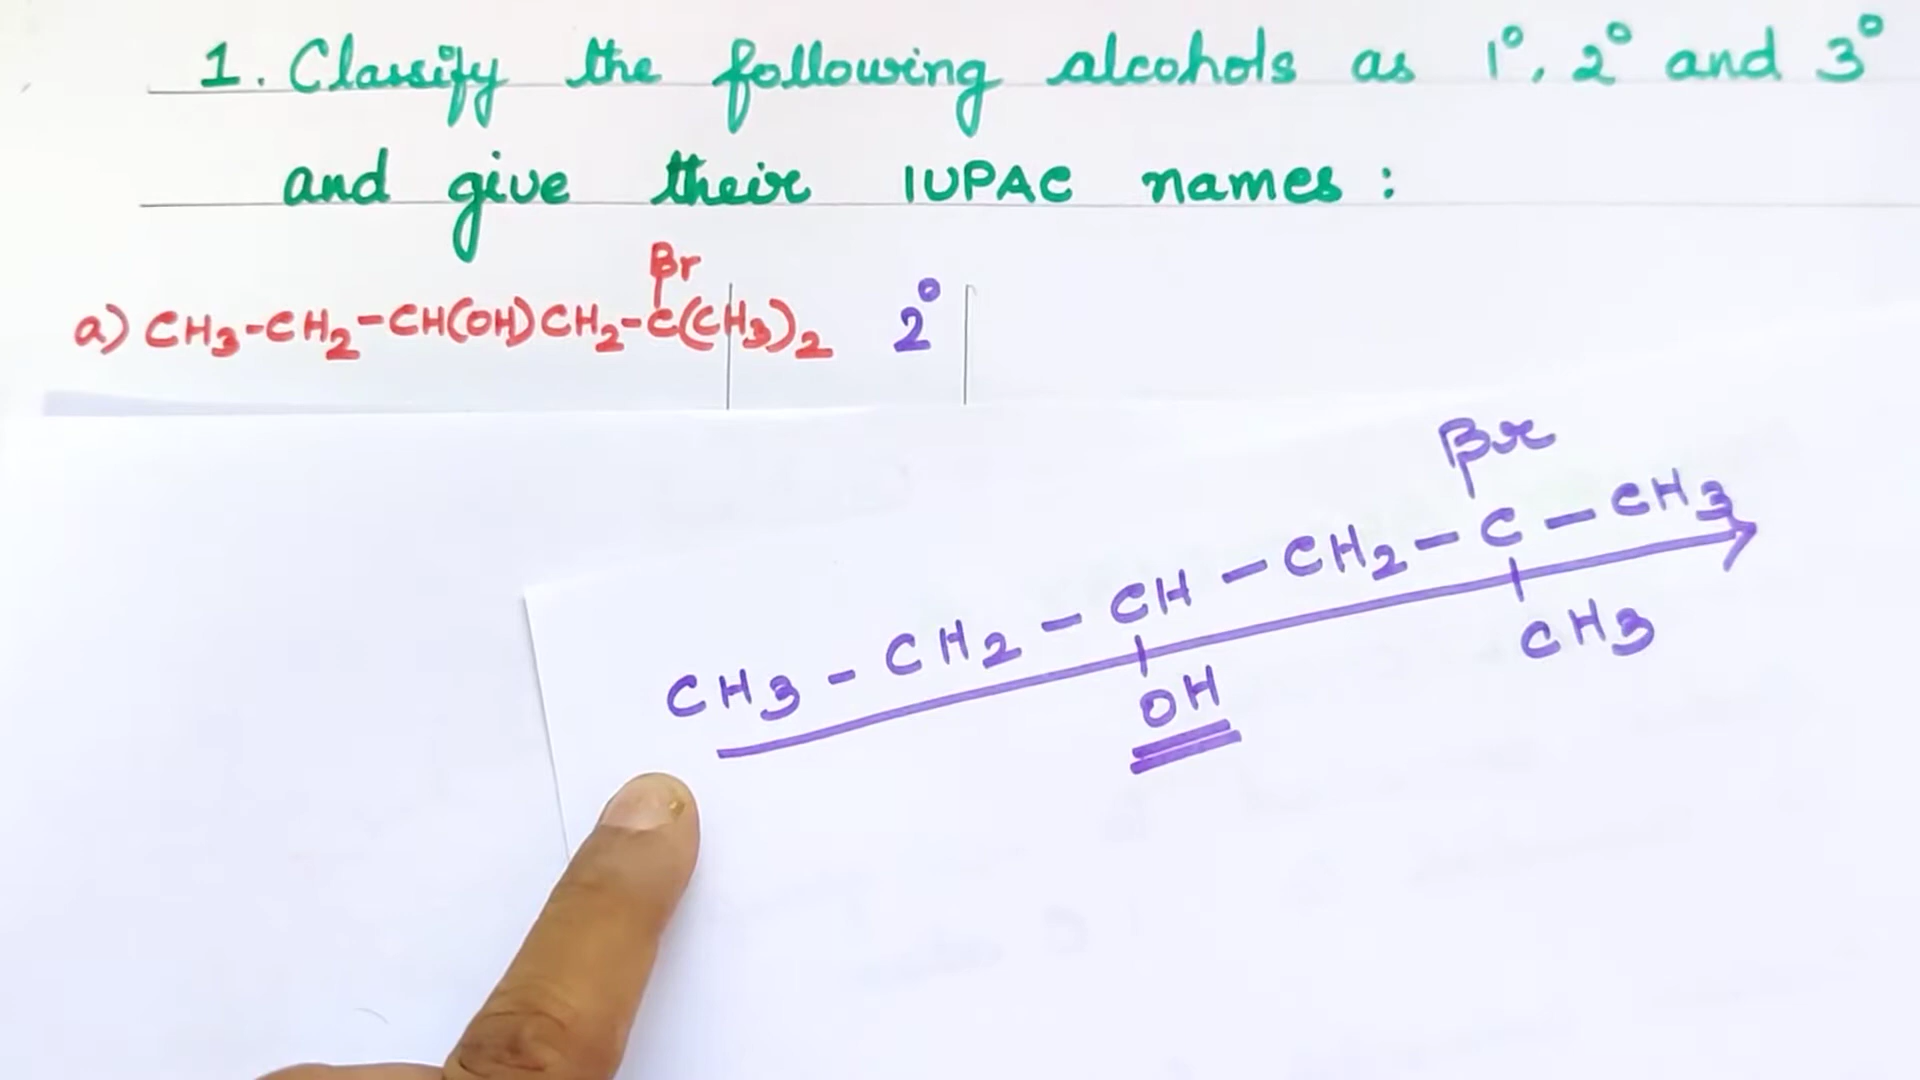 1. Classify the following alcohols as 1°, 2° and 3°
and give their IUPAC names :
Br
a) CH3-CH2-CH(OH)CH2-C(CH3)2 2°
Br
CH3 - CH2 - CH - CH2 - C - CH3
OH CH3